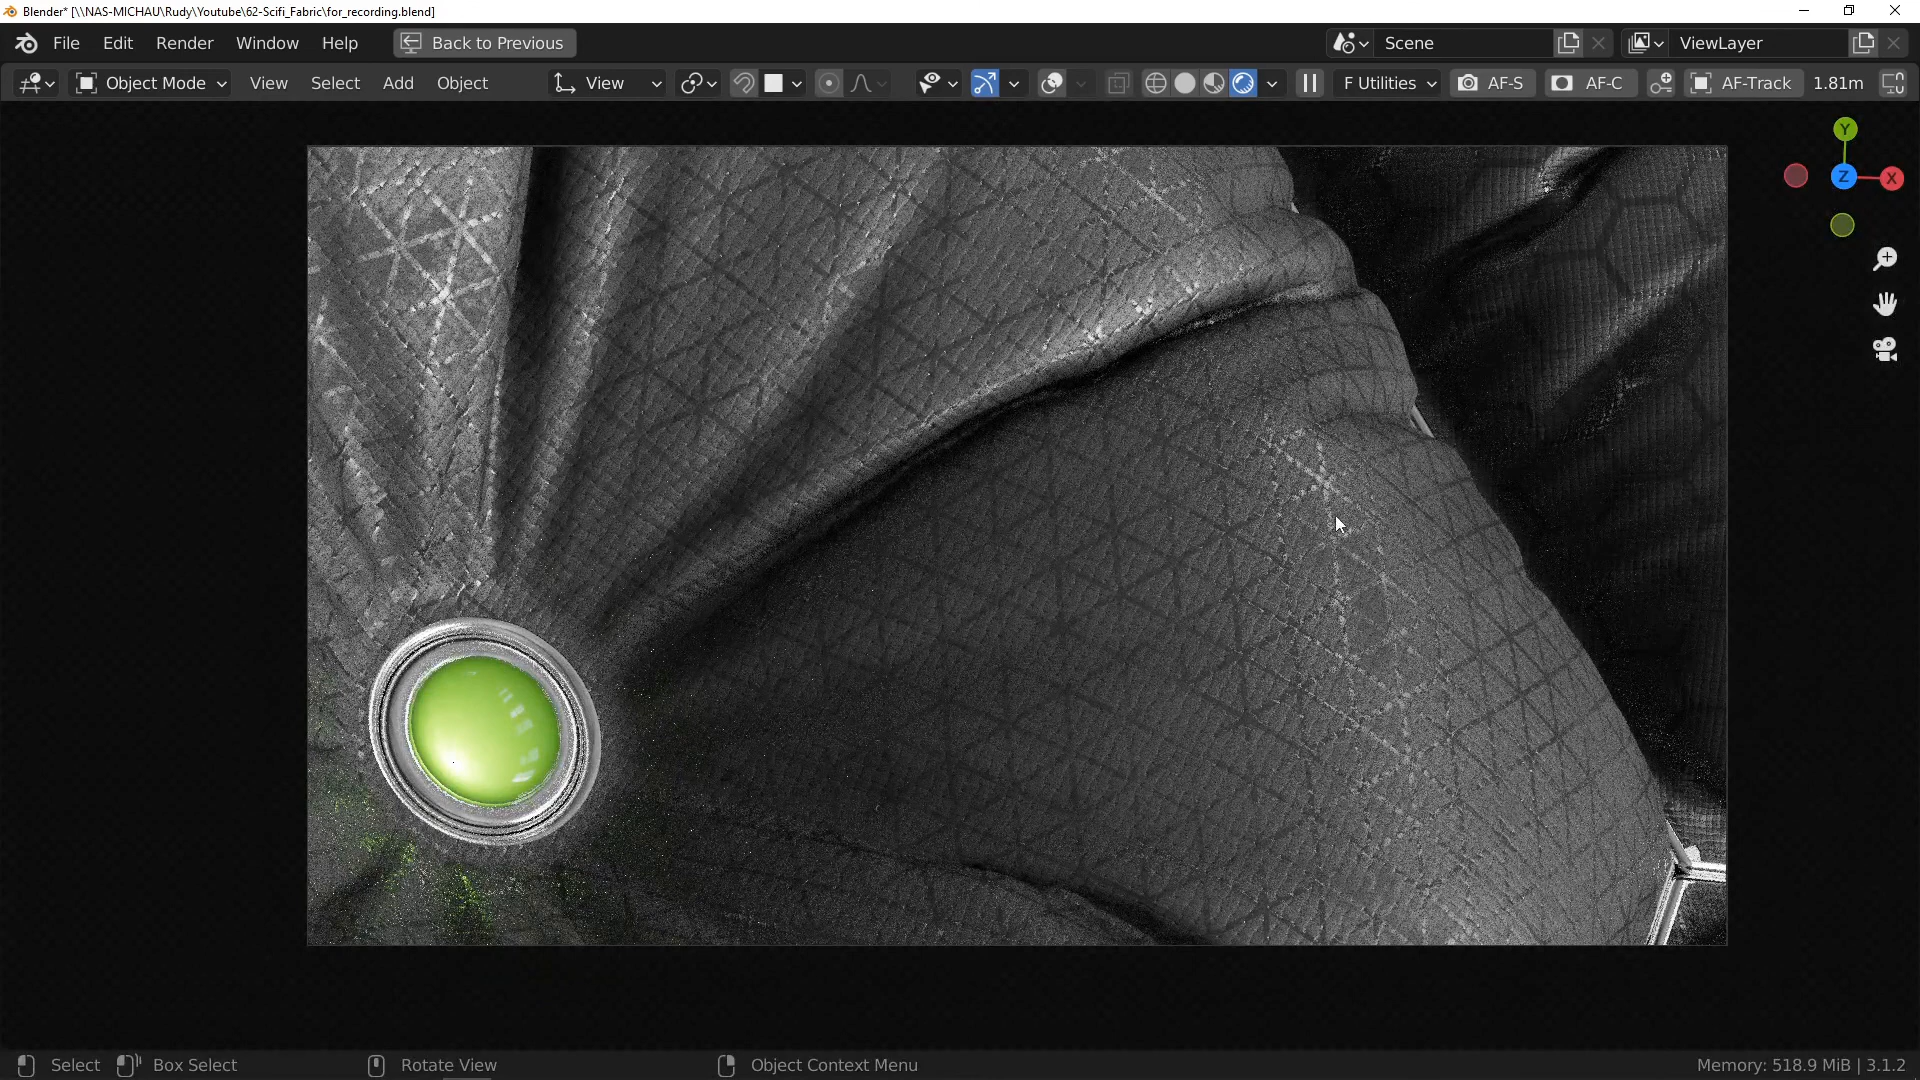 Blender* [\\NAS-MICHAU\Rudy\Youtube\62-Scifi_Fabric\for_recording.blend]
File Edit Render Window Help Back to Previous Scene ViewLayer
Object Mode View Select Add Object View F Utilities AF-S AF-C AF-Track 1.81m
Y
Z X
Select Box Select Rotate View Object Context Menu Memory: 518.9 MiB | 3.1.2